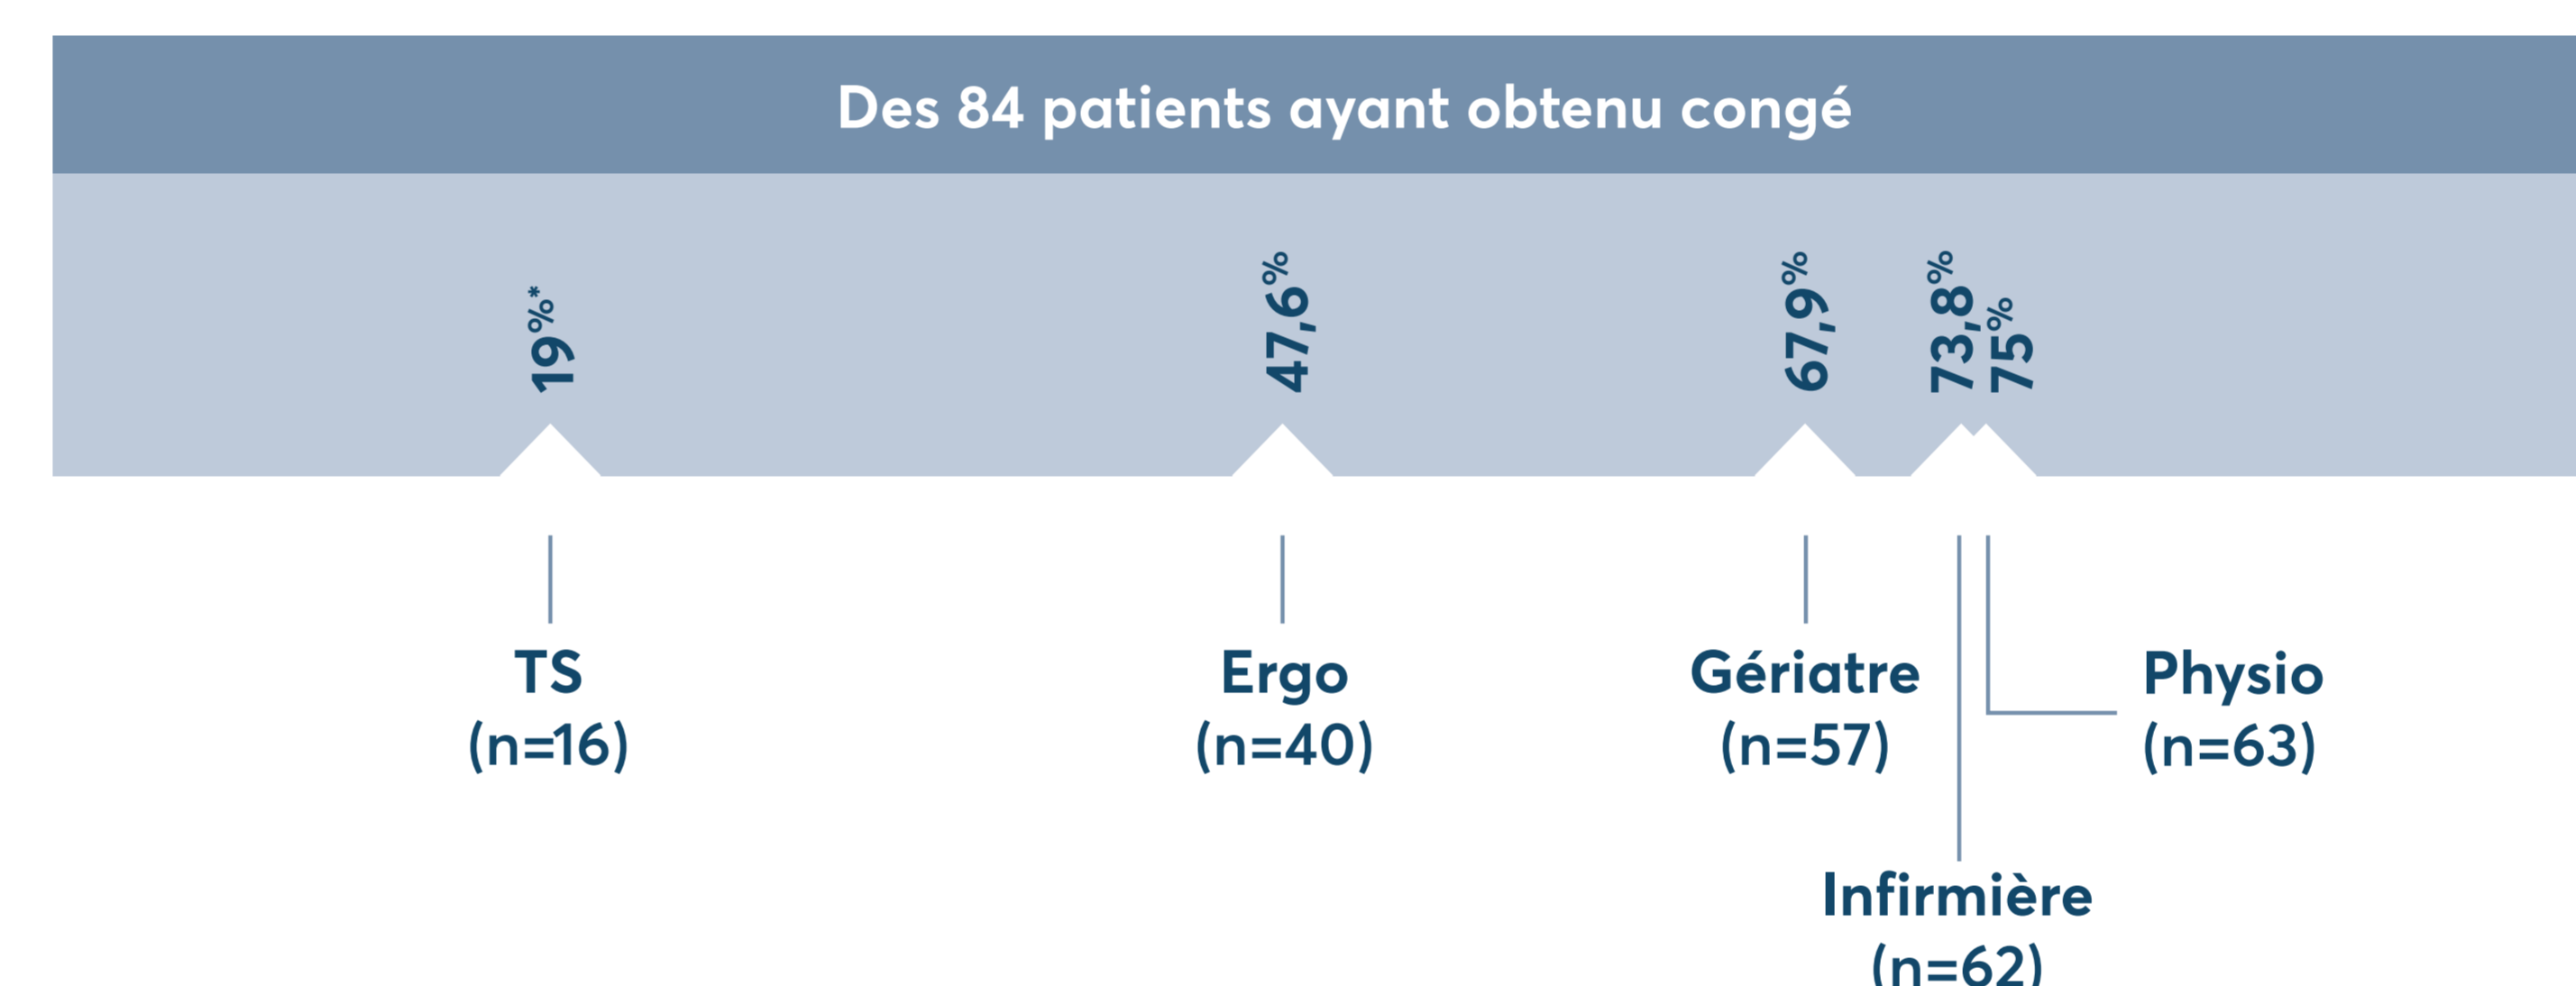 Des 84 patients ayant obtenu congé
19%*
47,6%
67,9%
73,8%
75%
TS
(n=16)
Ergo
(n=40)
Gériatre
(n=57)
Physio
(n=63)
Infirmière
(n=62)